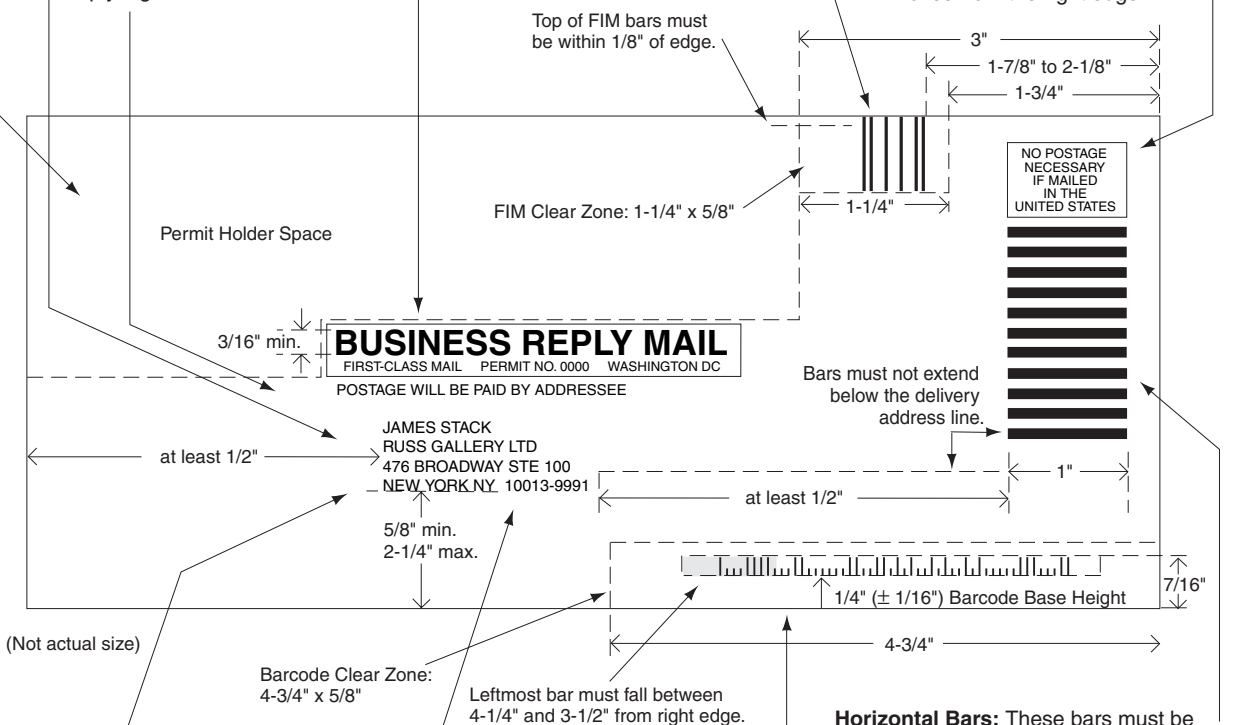 Top of FIM bars must
be within 1/8" of edge.
3"
1-7/8" to 2-1/8"
1-3/4"
NO POSTAGE
NECESSARY
IF MAILED
IN THE
UNITED STATES
FIM Clear Zone: 1-1/4" x 5/8"
1-1/4"
Permit Holder Space
3/16" min.
BUSINESS REPLY MAIL
FIRST-CLASS MAIL PERMIT NO. 0000 WASHINGTON DC
POSTAGE WILL BE PAID BY ADDRESSEE
Bars must not extend
below the delivery
address line.
JAMES STACK
RUSS GALLERY LTD
476 BROADWAY STE 100
NEW YORK NY 10013-9991
at least 1/2"
1"
at least 1/2"
5/8" min.
2-1/4" max.
7/16"
1/4" (± 1/16") Barcode Base Height
(Not actual size)
4-3/4"
Barcode Clear Zone:
4-3/4" x 5/8"
Leftmost bar must fall between
4-1/4" and 3-1/2" from right edge.
Horizontal Bars: These bars must be